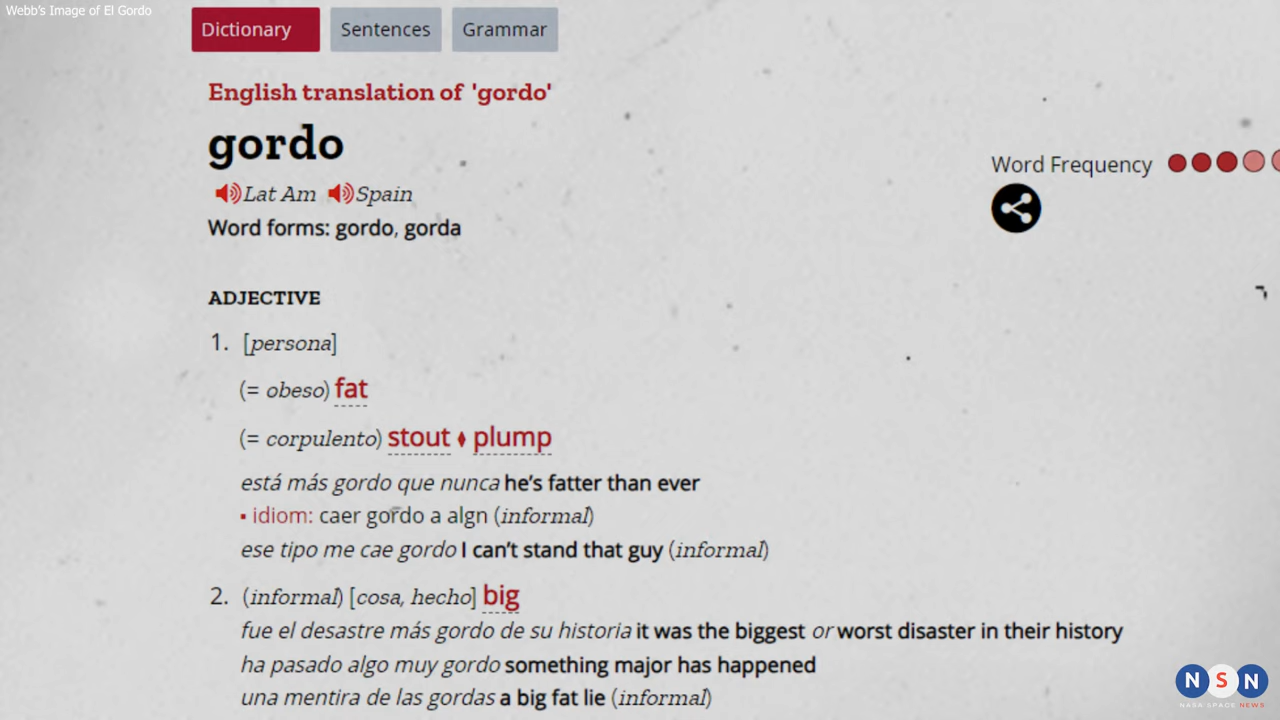 Webb's Image of El Gordo
Dictionary Sentences Grammar
English translation of 'gordo'
gordo
Word Frequency
Lat Am Spain
Word forms: gordo, gorda
ADJECTIVE
1. [persona]
(= obeso) fat
(= corpulento) stout ♦ plump
está más gordo que nunca he's fatter than ever
▪ idiom: caer gordo a algn (informal)
ese tipo me cae gordo I can't stand that guy (informal)
2. (informal) [cosa, hecho] big
fue el desastre más gordo de su historia it was the biggest or worst disaster in their history
ha pasado algo muy gordo something major has happened
una mentira de las gordas a big fat lie (informal)
N S N
NASA SPACE NEWS